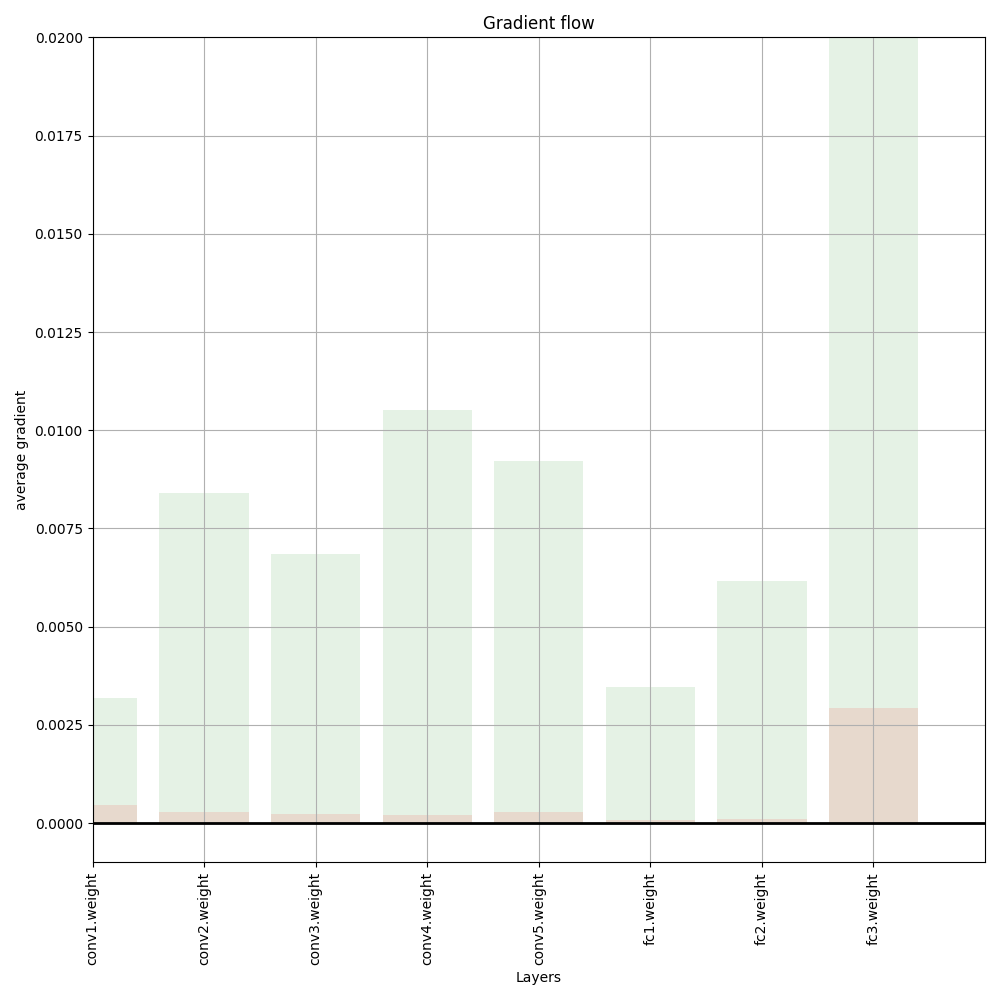 Gradient flow
0.0200
0.0175
0.0150
0.0125
0.0100
0.0075
0.0050
0.0025
0.0000
average gradient
conv1.weight
conv2.weight
conv3.weight
conv4.weight
conv5.weight
fc1.weight
fc2.weight
fc3.weight
Layers